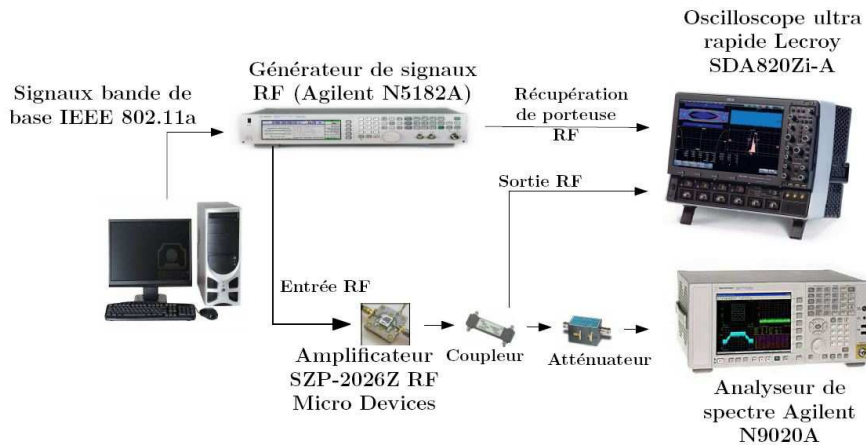 Oscilloscope ultra
rapide Lecroy
SDA820Zi-A
Générateur de signaux
RF (Agilent N5182A)
Signaux bande de
base IEEE 802.11a
Récupération
de porteuse
RF
Sortie RF
Entrée RF
Amplificateur
SZP-2026Z RF
Micro Devices
Coupleur
Atténuateur
Analyseur de
spectre Agilent
N9020A